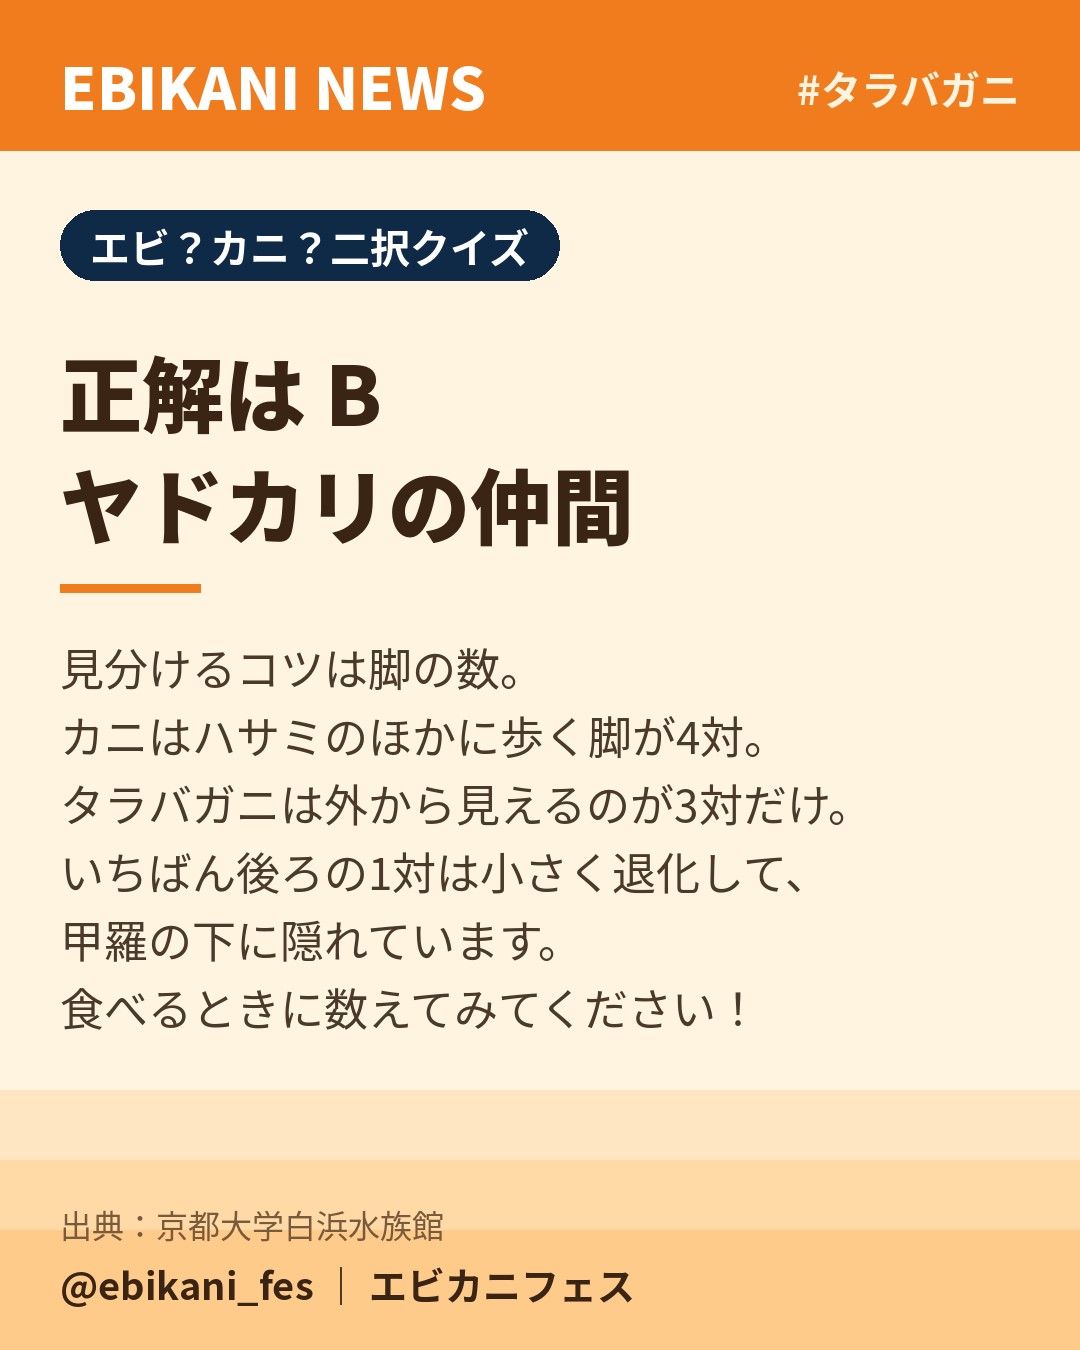 EBIKANI NEWS
#タラバガニ
エビ？カニ？二択クイズ
正解は B
ヤドカリの仲間
見分けるコツは脚の数。
カニはハサミのほかに歩く脚が4対。
タラバガニは外から見えるのが3対だけ。
いちばん後ろの1対は小さく退化して、
甲羅の下に隠れています。
食べるときに数えてみてください！
出典：京都大学白浜水族館
@ebikani_fes ｜ エビカニフェス